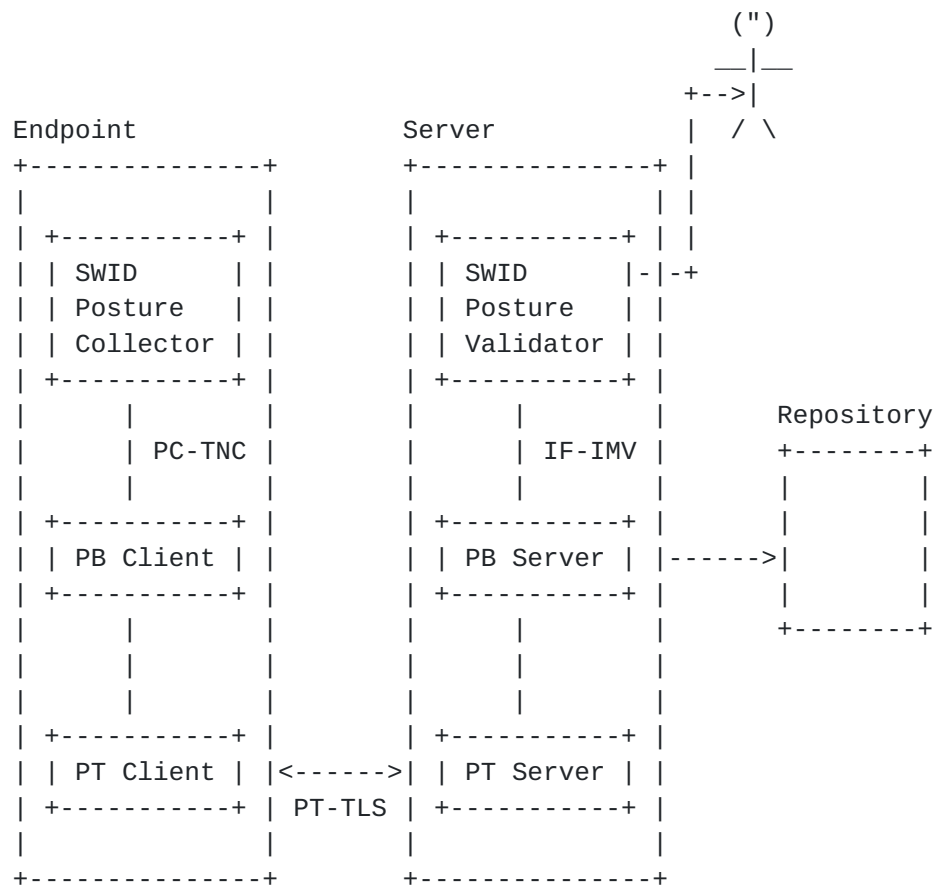 Endpoint Server
SWID SWID
Posture Posture
Collector Validator
Repository
PC-TNC IF-IMV
PB Client PB Server
PT Client PT Server
PT-TLS